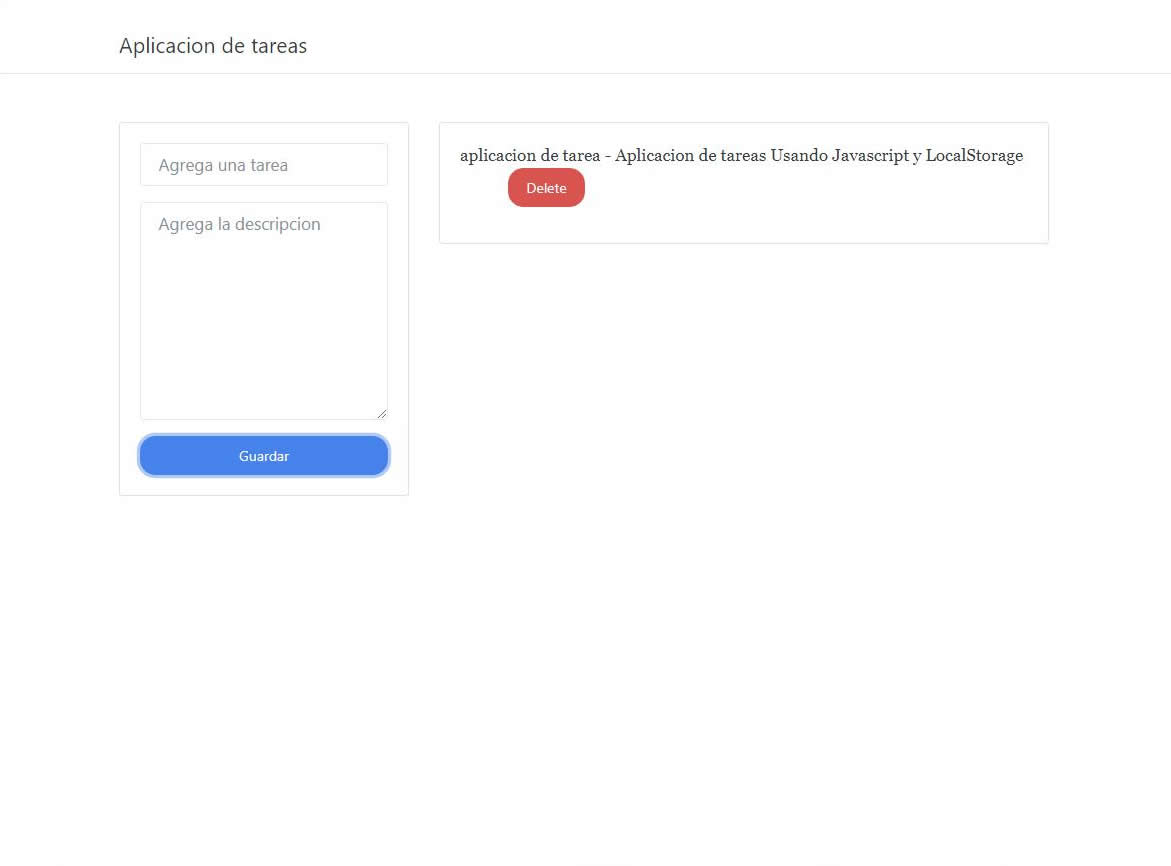 Aplicacion de tareas
Agrega una tarea
Agrega la descripcion
Guardar
aplicacion de tarea - Aplicacion de tareas Usando Javascript y LocalStorage
Delete